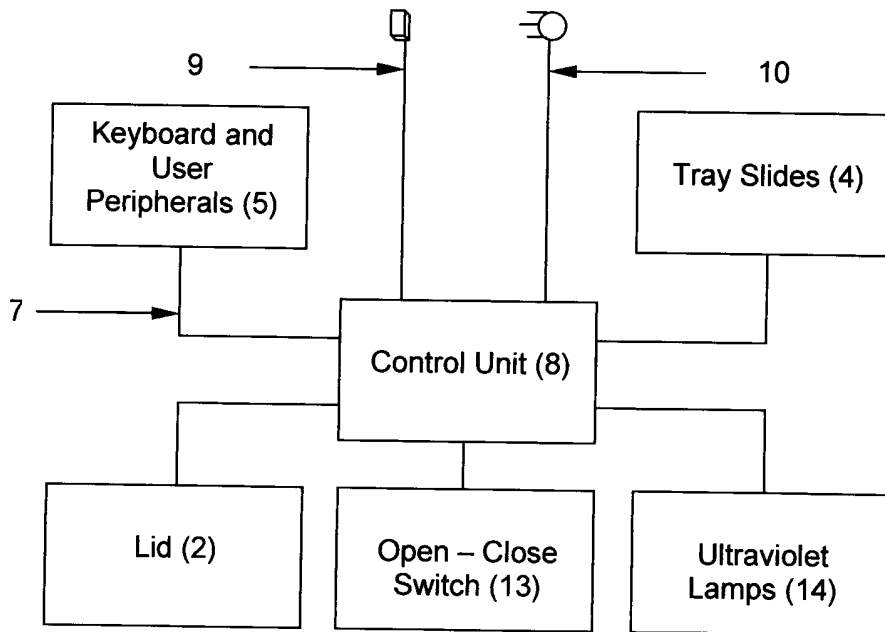 9
10
Keyboard and
User
Peripherals (5)
Tray Slides (4)
7
Control Unit (8)
Lid (2)
Open – Close
Switch (13)
Ultraviolet
Lamps (14)